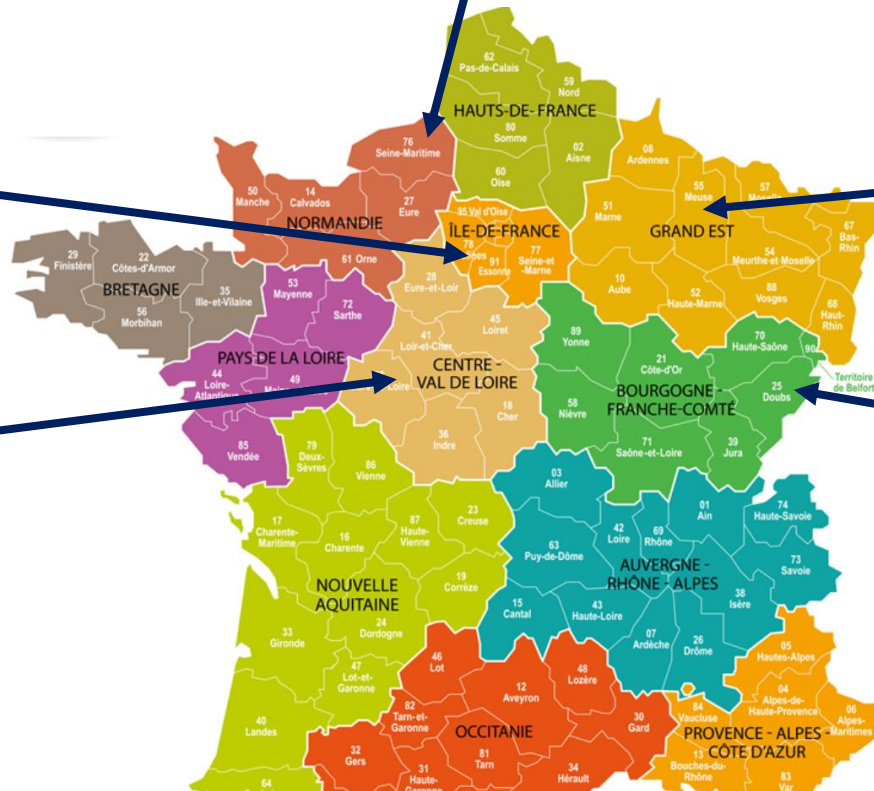 62
Pas-de-Calais
59
Nord
HAUTS-DE- FRANCE
80
Somme
02
Aisne
60
Oise
76
Seine-Maritime
27
Eure
14
Calvados
50
Manche
NORMANDIE
61 Orne
95 Val d'Oise
ÎLE-DE-FRANCE
78
91
Essonne
77
Seine-et
-Marne
08
Ardennes
55
Meuse
57
51
Marne
GRAND EST
67
Bas-
Rhin
54
Meurthe-et-Moselle
10
Aube
52
Haute-Marne
88
Vosges
68
Haut-
Rhin
29
Finistère
22
Côtes-d'Armor
BRETAGNE
35
Ille-et-Vilaine
56
Morbihan
53
Mayenne
72
Sarthe
PAYS DE LA LOIRE
44
Loire-
Atlantique
49
85
Vendée
28
Eure-et-Loir
45
Loiret
41
Loir-et-Cher
CENTRE -
VAL DE LOIRE
18
Cher
36
Indre
89
Yonne
21
Côte-d'Or
70
Haute-Saône
90
Territoire
de Belfort
25
Doubs
BOURGOGNE -
FRANCHE-COMTÉ
58
Nièvre
71
Saône-et-Loire
39
Jura
79
Deux-
Sèvres
86
Vienne
17
Charente-
Maritime
16
Charente
87
Haute-
Vienne
23
Creuse
19
Corrèze
NOUVELLE
AQUITAINE
24
Dordogne
33
Gironde
47
Lot-et-
Garonne
40
Landes
64
03
Allier
01
Ain
74
Haute-Savoie
42
Loire
69
Rhône
63
Puy-de-Dôme
73
Savoie
AUVERGNE -
RHÔNE - ALPES
38
Isère
15
Cantal
43
Haute-Loire
07
Ardèche
26
Drôme
46
Lot
48
Lozère
12
Aveyron
82
Tarn-et-
Garonne
30
Gard
OCCITANIE
32
Gers
81
Tarn
31
Haute-
Garonne
34
Hérault
05
Hautes-Alpes
04
Alpes-de-
Haute-Provence
06
Alpes-
Maritimes
84
Vaucluse
PROVENCE - ALPES -
CÔTE D'AZUR
13
Bouches-du-
Rhône
83
Var